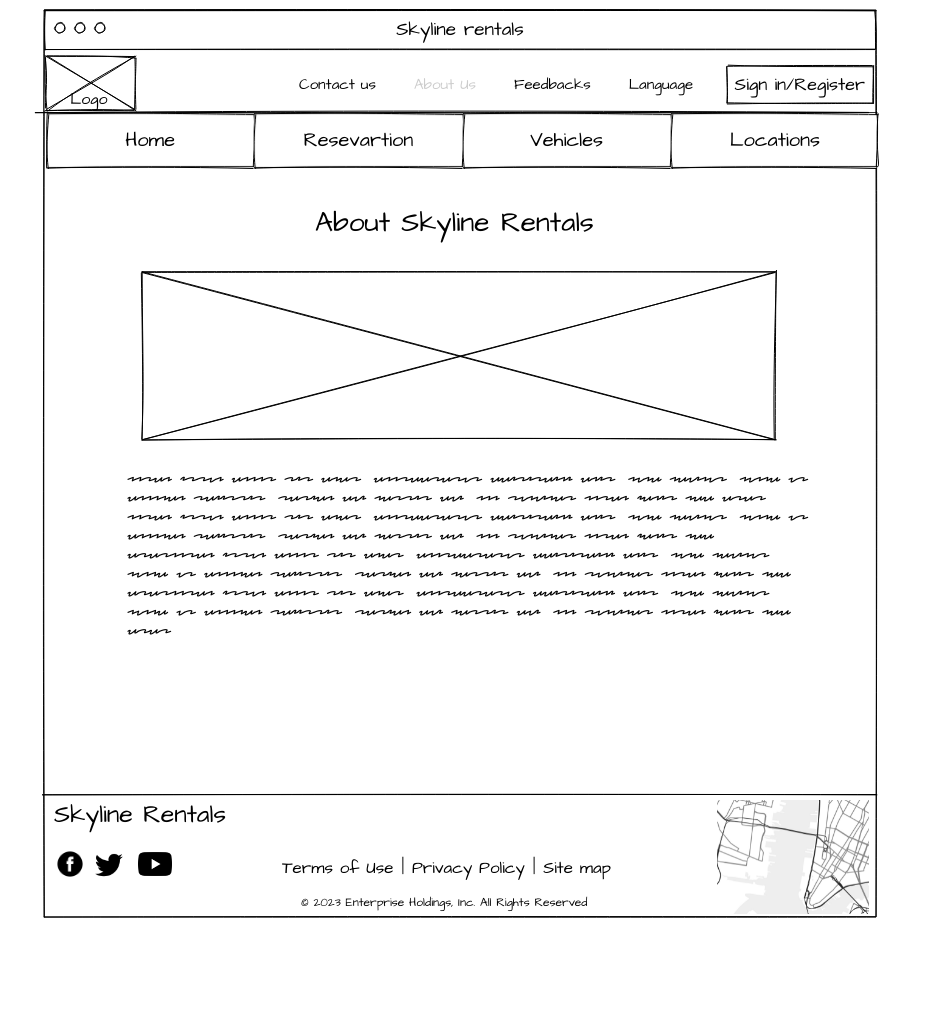 Skyline rentals
Logo
Contact us About Us Feedbacks Language Sign in/Register
Home Resevartion Vehicles Locations
About Skyline Rentals
Skyline Rentals
Terms of Use | Privacy Policy | Site map
© 2023 Enterprise Holdings, Inc. All Rights Reserved